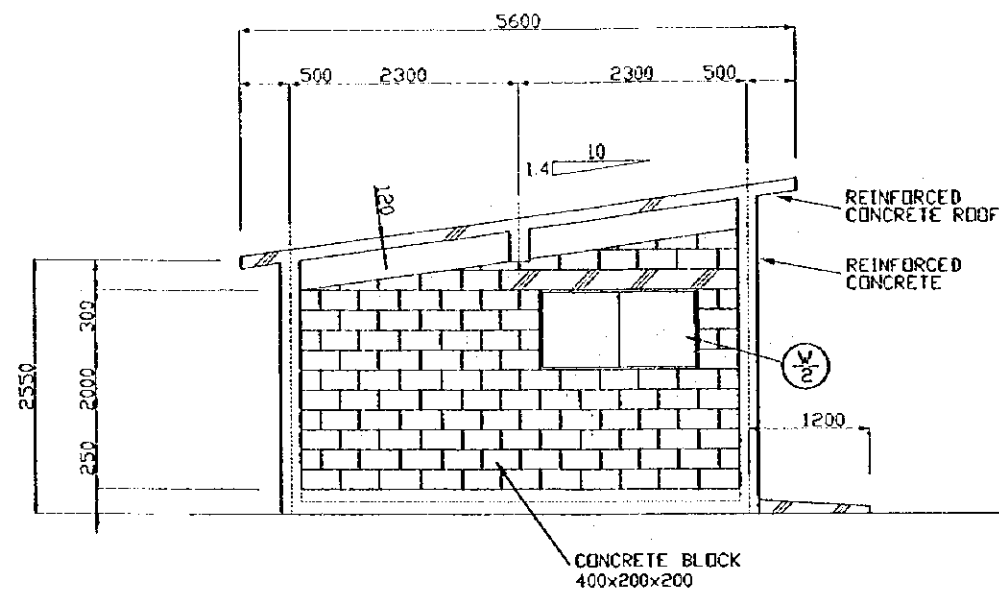 5600
500
2300
2300
500
10
1.4
120
REINFORCED
CONCRETE ROOF
REINFORCED
CONCRETE
300
2000
2550
250
W
2
1200
CONCRETE BLOCK
400x200x200